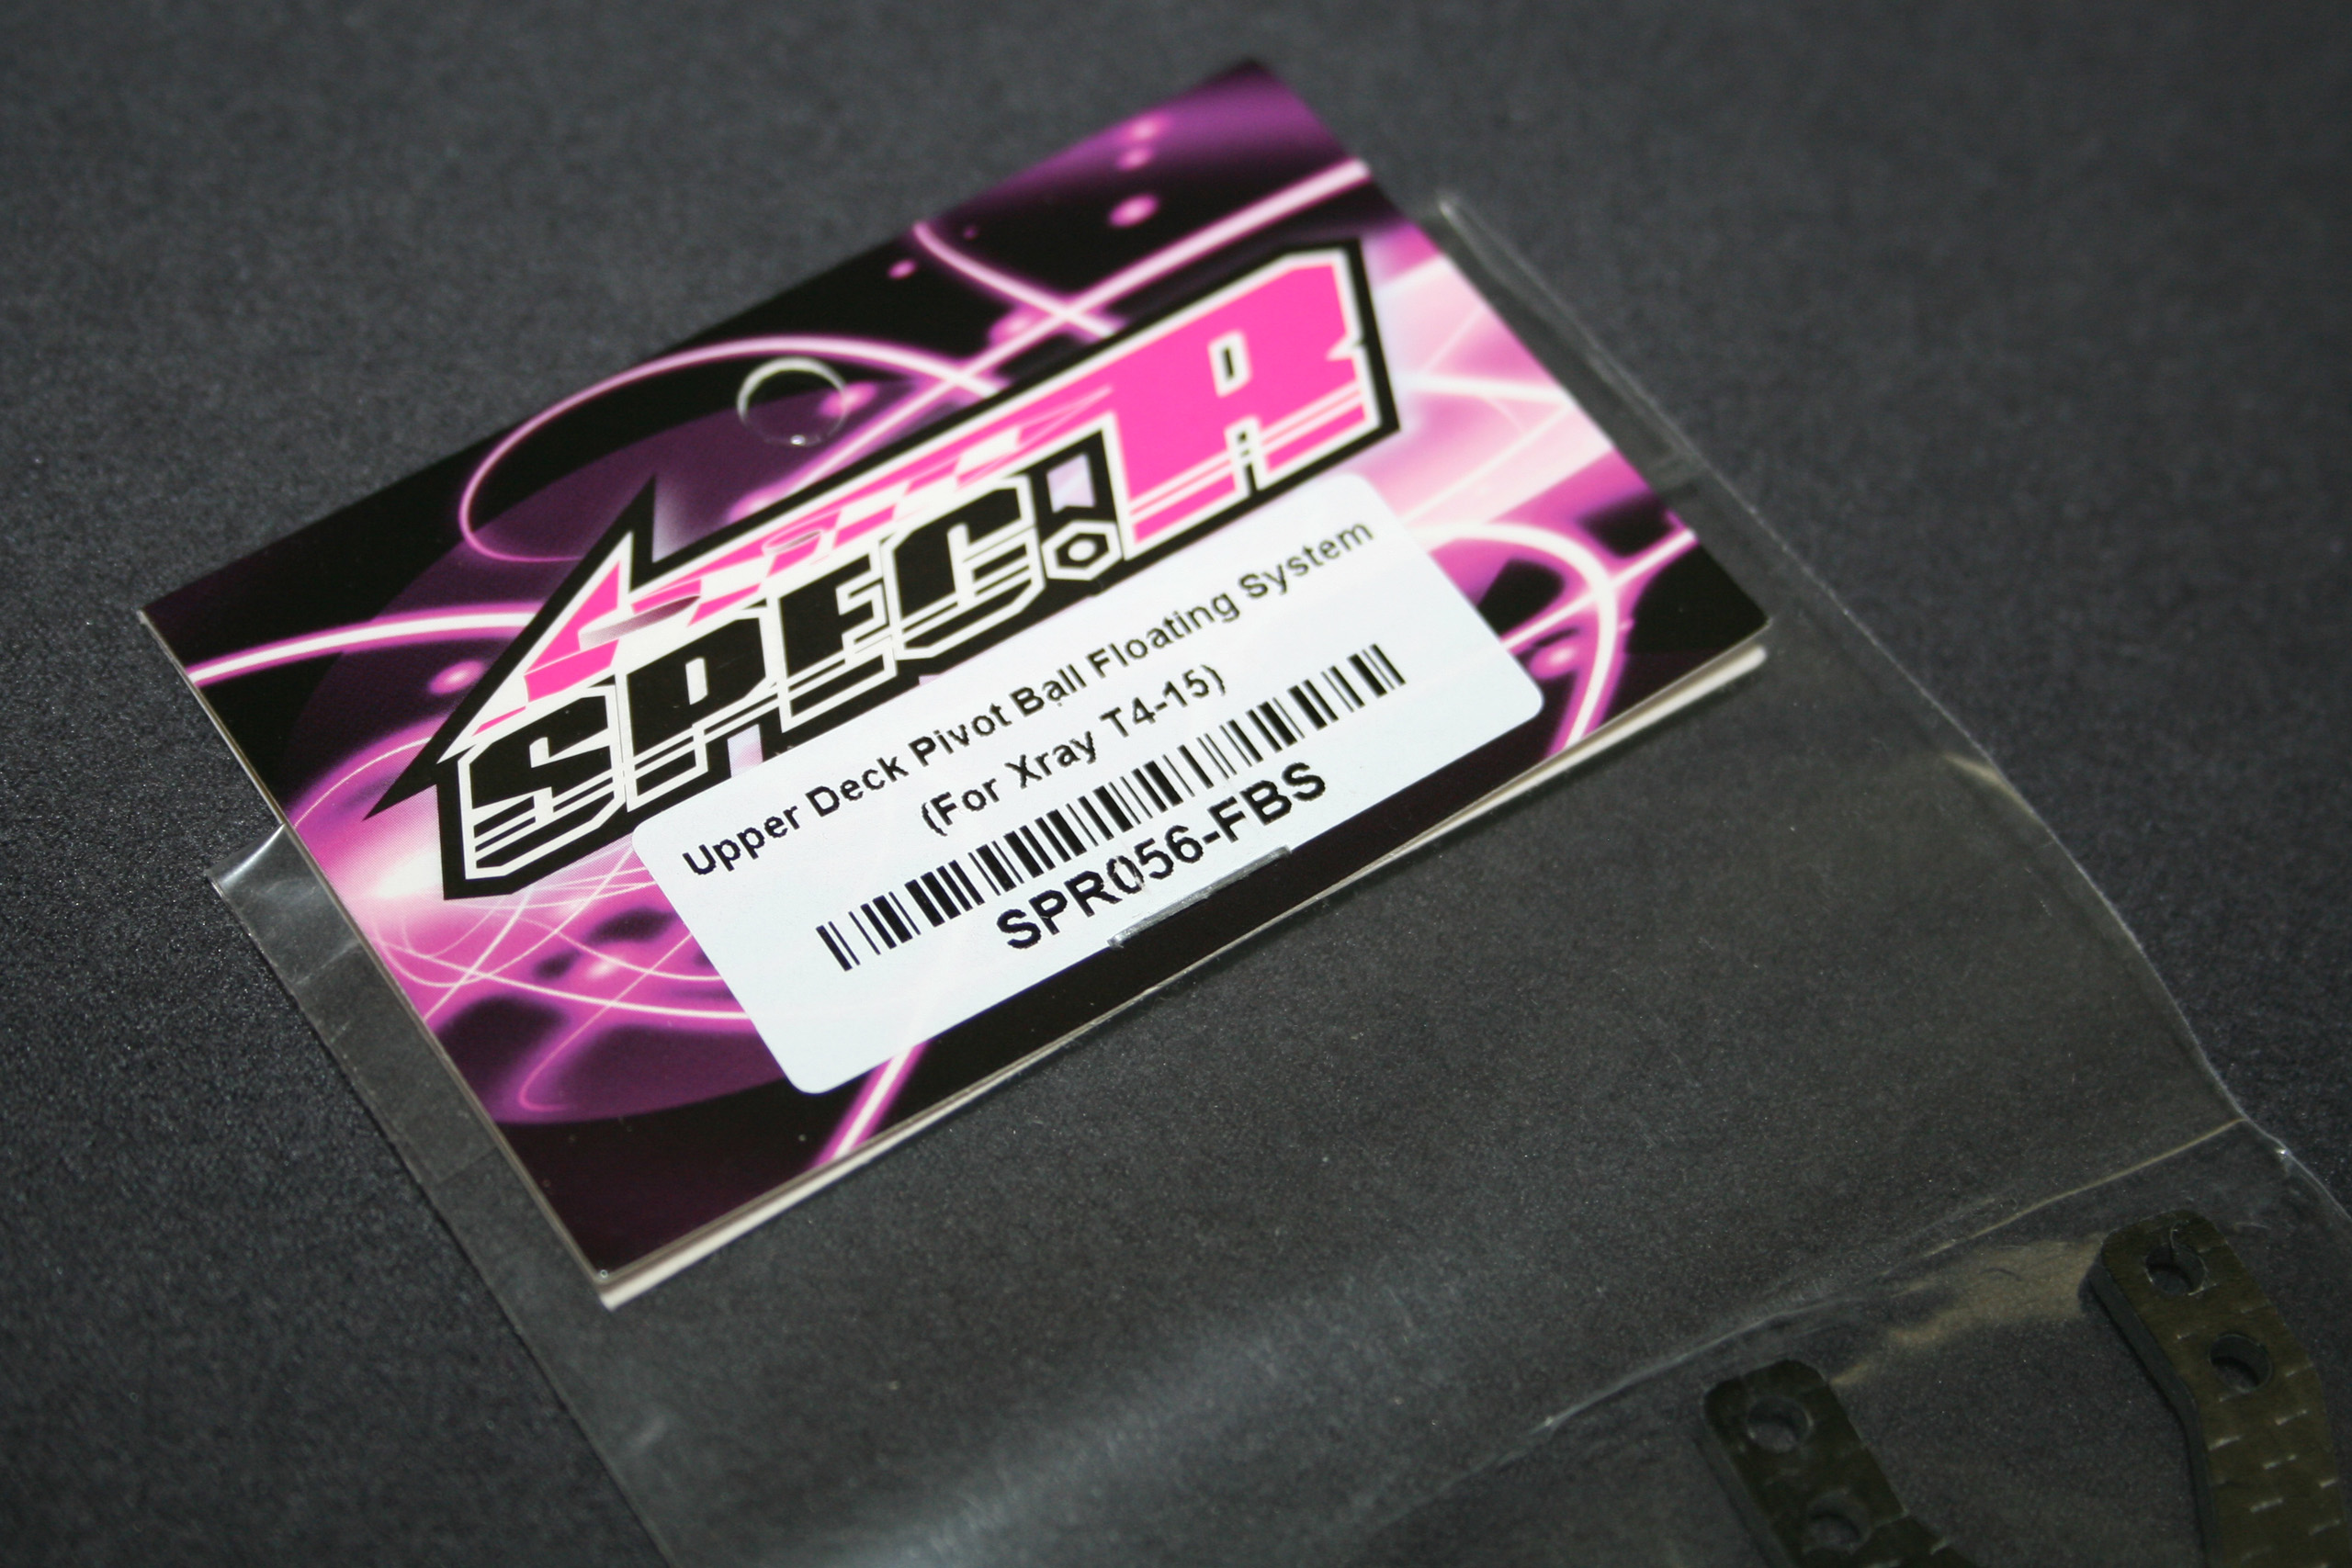 SPEC R
Upper Deck Pivot Ball Floating System
(For Xray T4-15)
SPR056-FBS